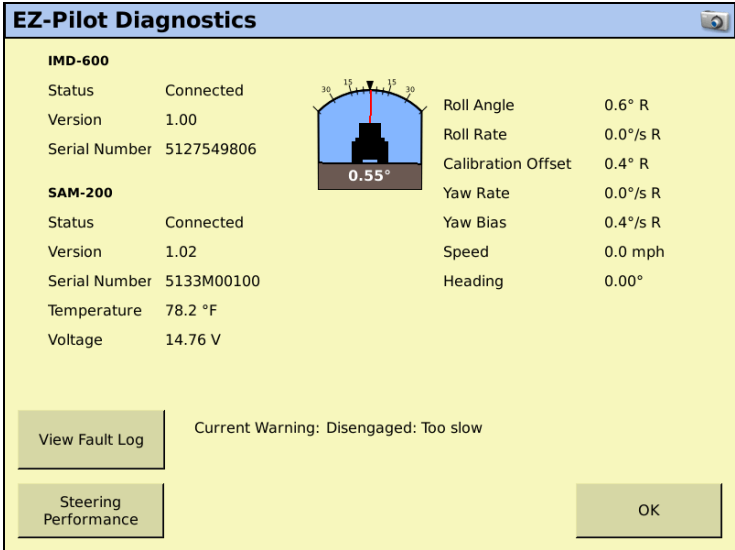 EZ-Pilot Diagnostics
IMD-600
Status Connected
Version 1.00
Serial Number 5127549806
SAM-200
Status Connected
Version 1.02
Serial Number 5133M00100
Temperature 78.2 °F
Voltage 14.76 V
30 15 15 30
0.55°
Roll Angle 0.6° R
Roll Rate 0.0°/s R
Calibration Offset 0.4° R
Yaw Rate 0.0°/s R
Yaw Bias 0.4°/s R
Speed 0.0 mph
Heading 0.00°
View Fault Log
Current Warning: Disengaged: Too slow
Steering
Performance
OK